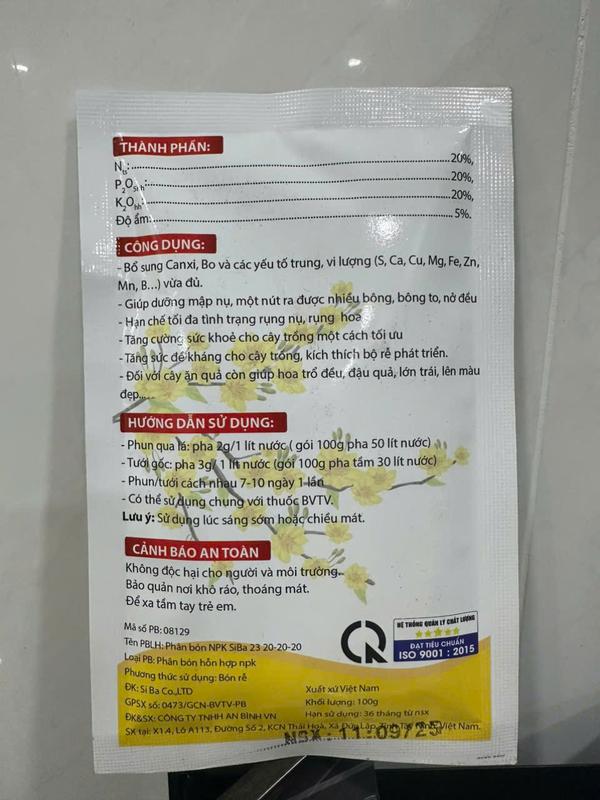 THÀNH PHẦN:
Nts:........20%,
P2O5hh:........20%,
K2Ohh:........20%,
Độ ẩm:........5%.
CÔNG DỤNG:
- Bổ sung Canxi, Bo và các yếu tố trung, vi lượng (S, Ca, Cu, Mg, Fe, Zn,
Mn, B...) vừa đủ.
- Giúp dưỡng mập nụ, một nút ra được nhiều bông, bông to, nở đều
- Hạn chế tối đa tình trạng rụng nụ, rụng hoa
- Tăng cường sức khoẻ cho cây trồng một cách tối ưu
- Tăng sức đề kháng cho cây trồng, kích thích bộ rễ phát triển.
- Đối với cây ăn quả còn giúp hoa trổ đều, đậu quả, lớn trái, lên màu
đẹp....
HƯỚNG DẪN SỬ DỤNG:
- Phun qua lá: pha 2g/1 lít nước ( gói 100g pha 50 lít nước)
- Tưới gốc: pha 3g/ 1 lít nước (gói 100g pha tầm 30 lít nước)
- Phun/tưới cách nhau 7-10 ngày 1 lần
- Có thể sử dụng chung với thuốc BVTV.
Lưu ý: Sử dụng lúc sáng sớm hoặc chiều mát.
CẢNH BÁO AN TOÀN
Không độc hại cho người và môi trường..
Bảo quản nơi khô ráo, thoáng mát.
Để xa tầm tay trẻ em.
HỆ THỐNG QUẢN LÝ CHẤT LƯỢNG
ĐẠT TIÊU CHUẨN
ISO 9001 : 2015
Mã số PB: 08129
Tên PBLH: Phân bón NPK SiBa 23 20-20-20
Loại PB: Phân bón hỗn hợp npk
Phương thức sử dụng: Bón rễ
ĐK: Si Ba Co.,LTD
GPSX số: 0473/GCN-BVTV-PB
ĐK&SX: CÔNG TY TNHH AN BÌNH VN
Xuất xứ Việt Nam
Khối lượng: 100g
Hạn sử dụng: 36 tháng từ nsx
SX tại: X1.4, Lô A113, Đường Số 2, KCN Thái Hoà, Xã Đức Lập, Tỉnh Tây Ninh, Việt Nam.
NSX: 11:09/25